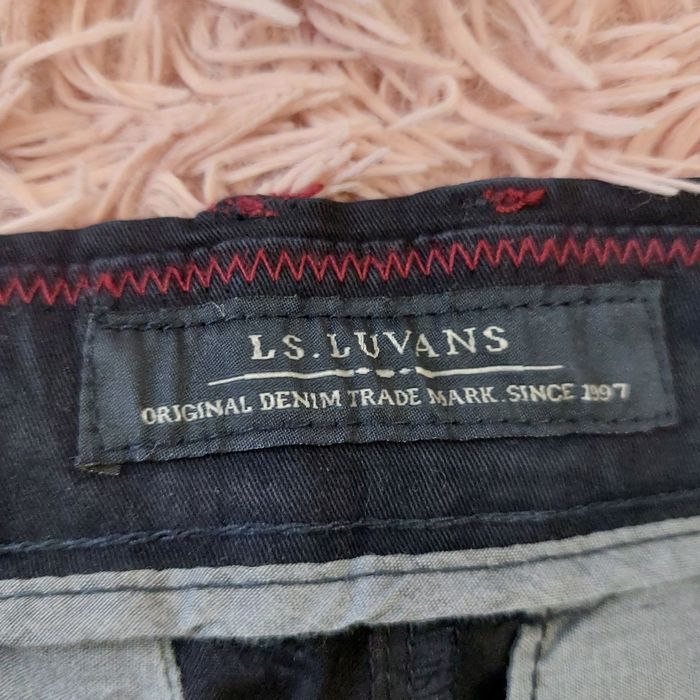 LS. LUVANS
ORIGINAL DENIM TRADE MARK. SINCE 1997